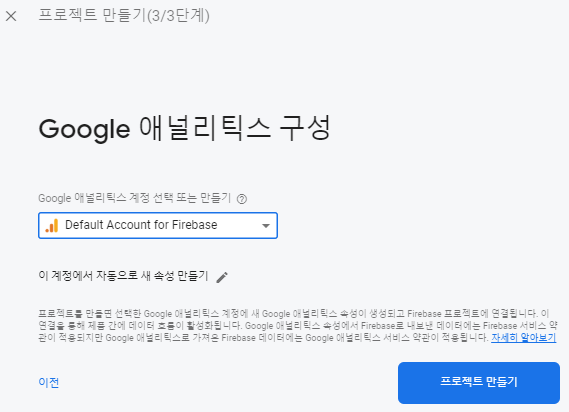 프로젝트 만들기(3/3단계)
Google 애널리틱스 구성
Google 애널리틱스 계정 선택 또는 만들기
Default Account for Firebase
이 계정에서 자동으로 새 속성 만들기
프로젝트를 만들면 선택한 Google 애널리틱스 계정에 새 Google 애널리틱스 속성이 생성되고 Firebase 프로젝트에 연결됩니다. 이
연결을 통해 제품 간에 데이터 흐름이 활성화됩니다. Google 애널리틱스 속성에서 Firebase로 내보낸 데이터에는 Firebase 서비스 약
관이 적용되지만 Google 애널리틱스로 가져온 Firebase 데이터에는 Google 애널리틱스 서비스 약관이 적용됩니다. 자세히 알아보기
이전
프로젝트 만들기